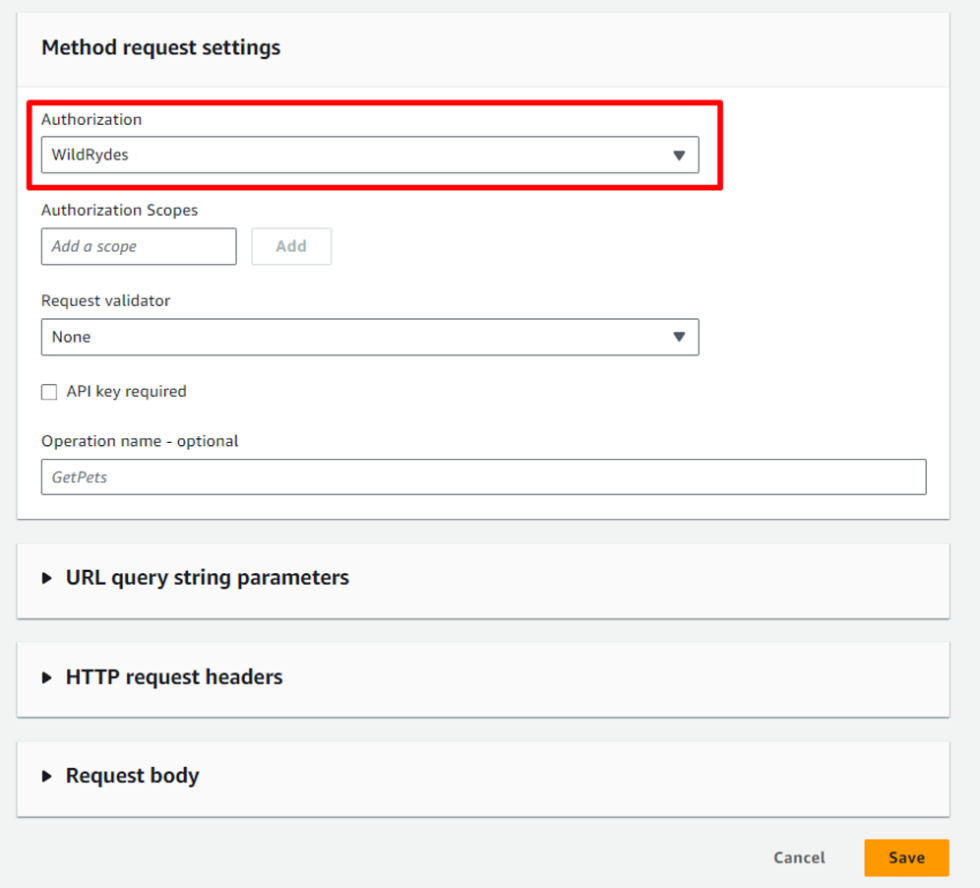 Method request settings
Authorization
WildRydes
Authorization Scopes
Add a scope
Add
Request validator
None
API key required
Operation name - optional
GetPets
URL query string parameters
HTTP request headers
Request body
Cancel
Save